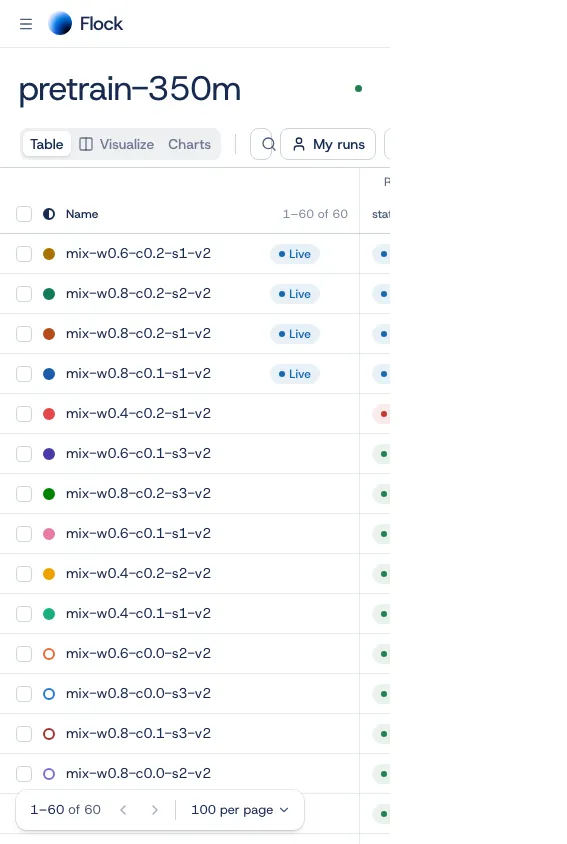 Flock
pretrain-350m
Table Visualize Charts My runs
Name 1–60 of 60
mix-w0.6-c0.2-s1-v2 Live
mix-w0.8-c0.2-s2-v2 Live
mix-w0.8-c0.2-s1-v2 Live
mix-w0.8-c0.1-s1-v2 Live
mix-w0.4-c0.2-s1-v2
mix-w0.6-c0.1-s3-v2
mix-w0.8-c0.2-s3-v2
mix-w0.6-c0.1-s1-v2
mix-w0.4-c0.2-s2-v2
mix-w0.4-c0.1-s1-v2
mix-w0.6-c0.0-s2-v2
mix-w0.8-c0.0-s3-v2
mix-w0.8-c0.1-s3-v2
mix-w0.8-c0.0-s2-v2
1–60 of 60 100 per page